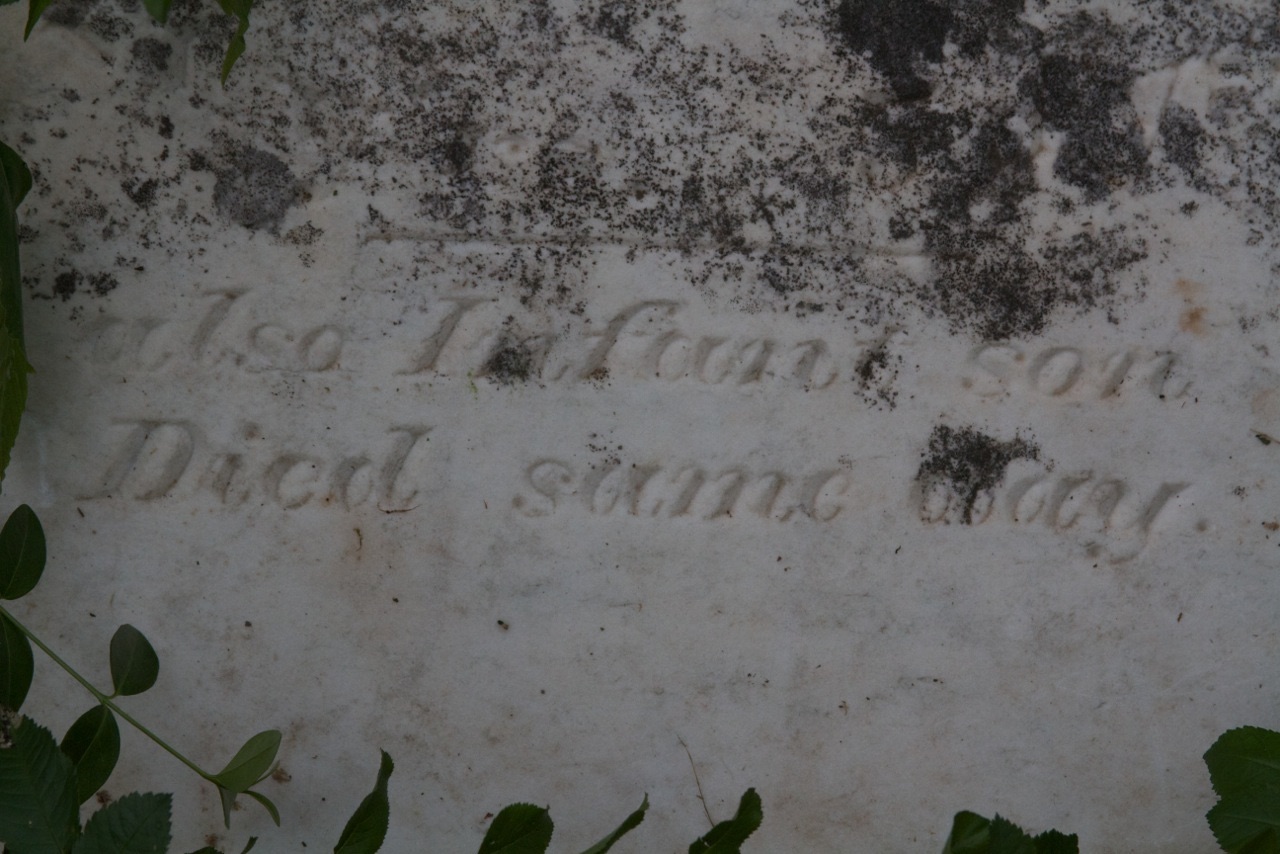 also Infant son
Died same day.